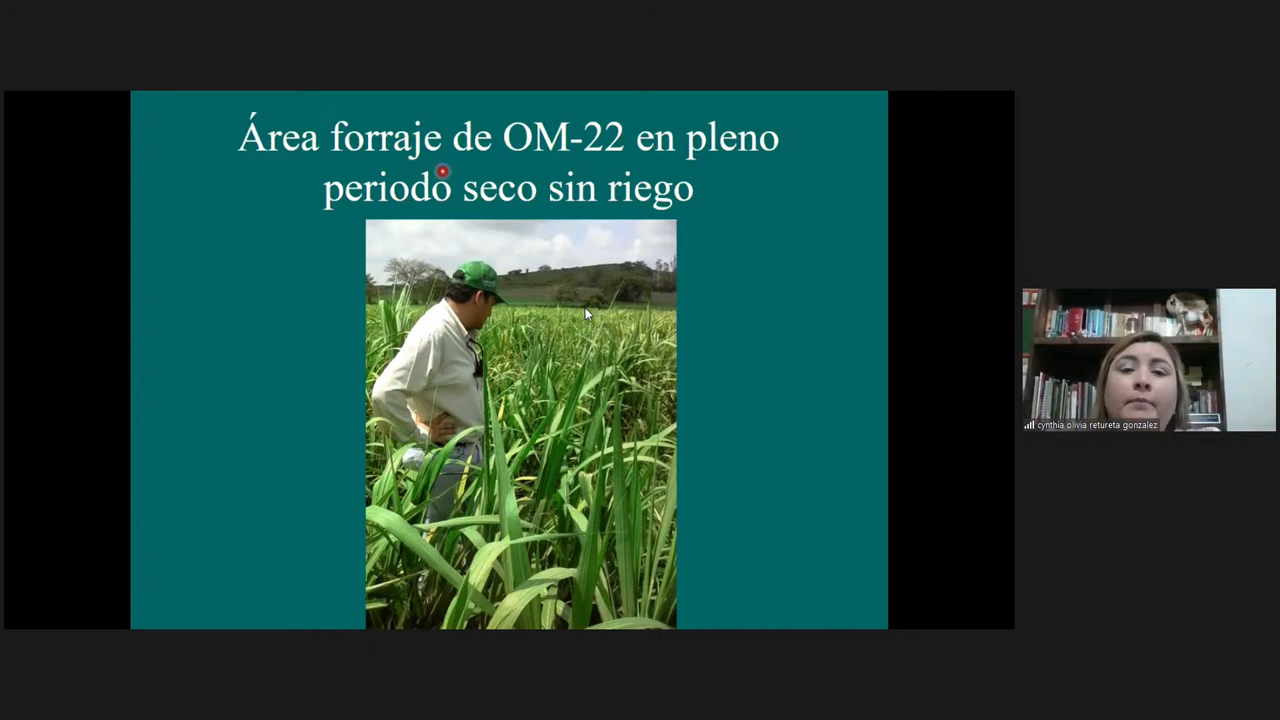 Área forraje de OM-22 en pleno
periodo seco sin riego
cynthia olivia retureta gonzalez